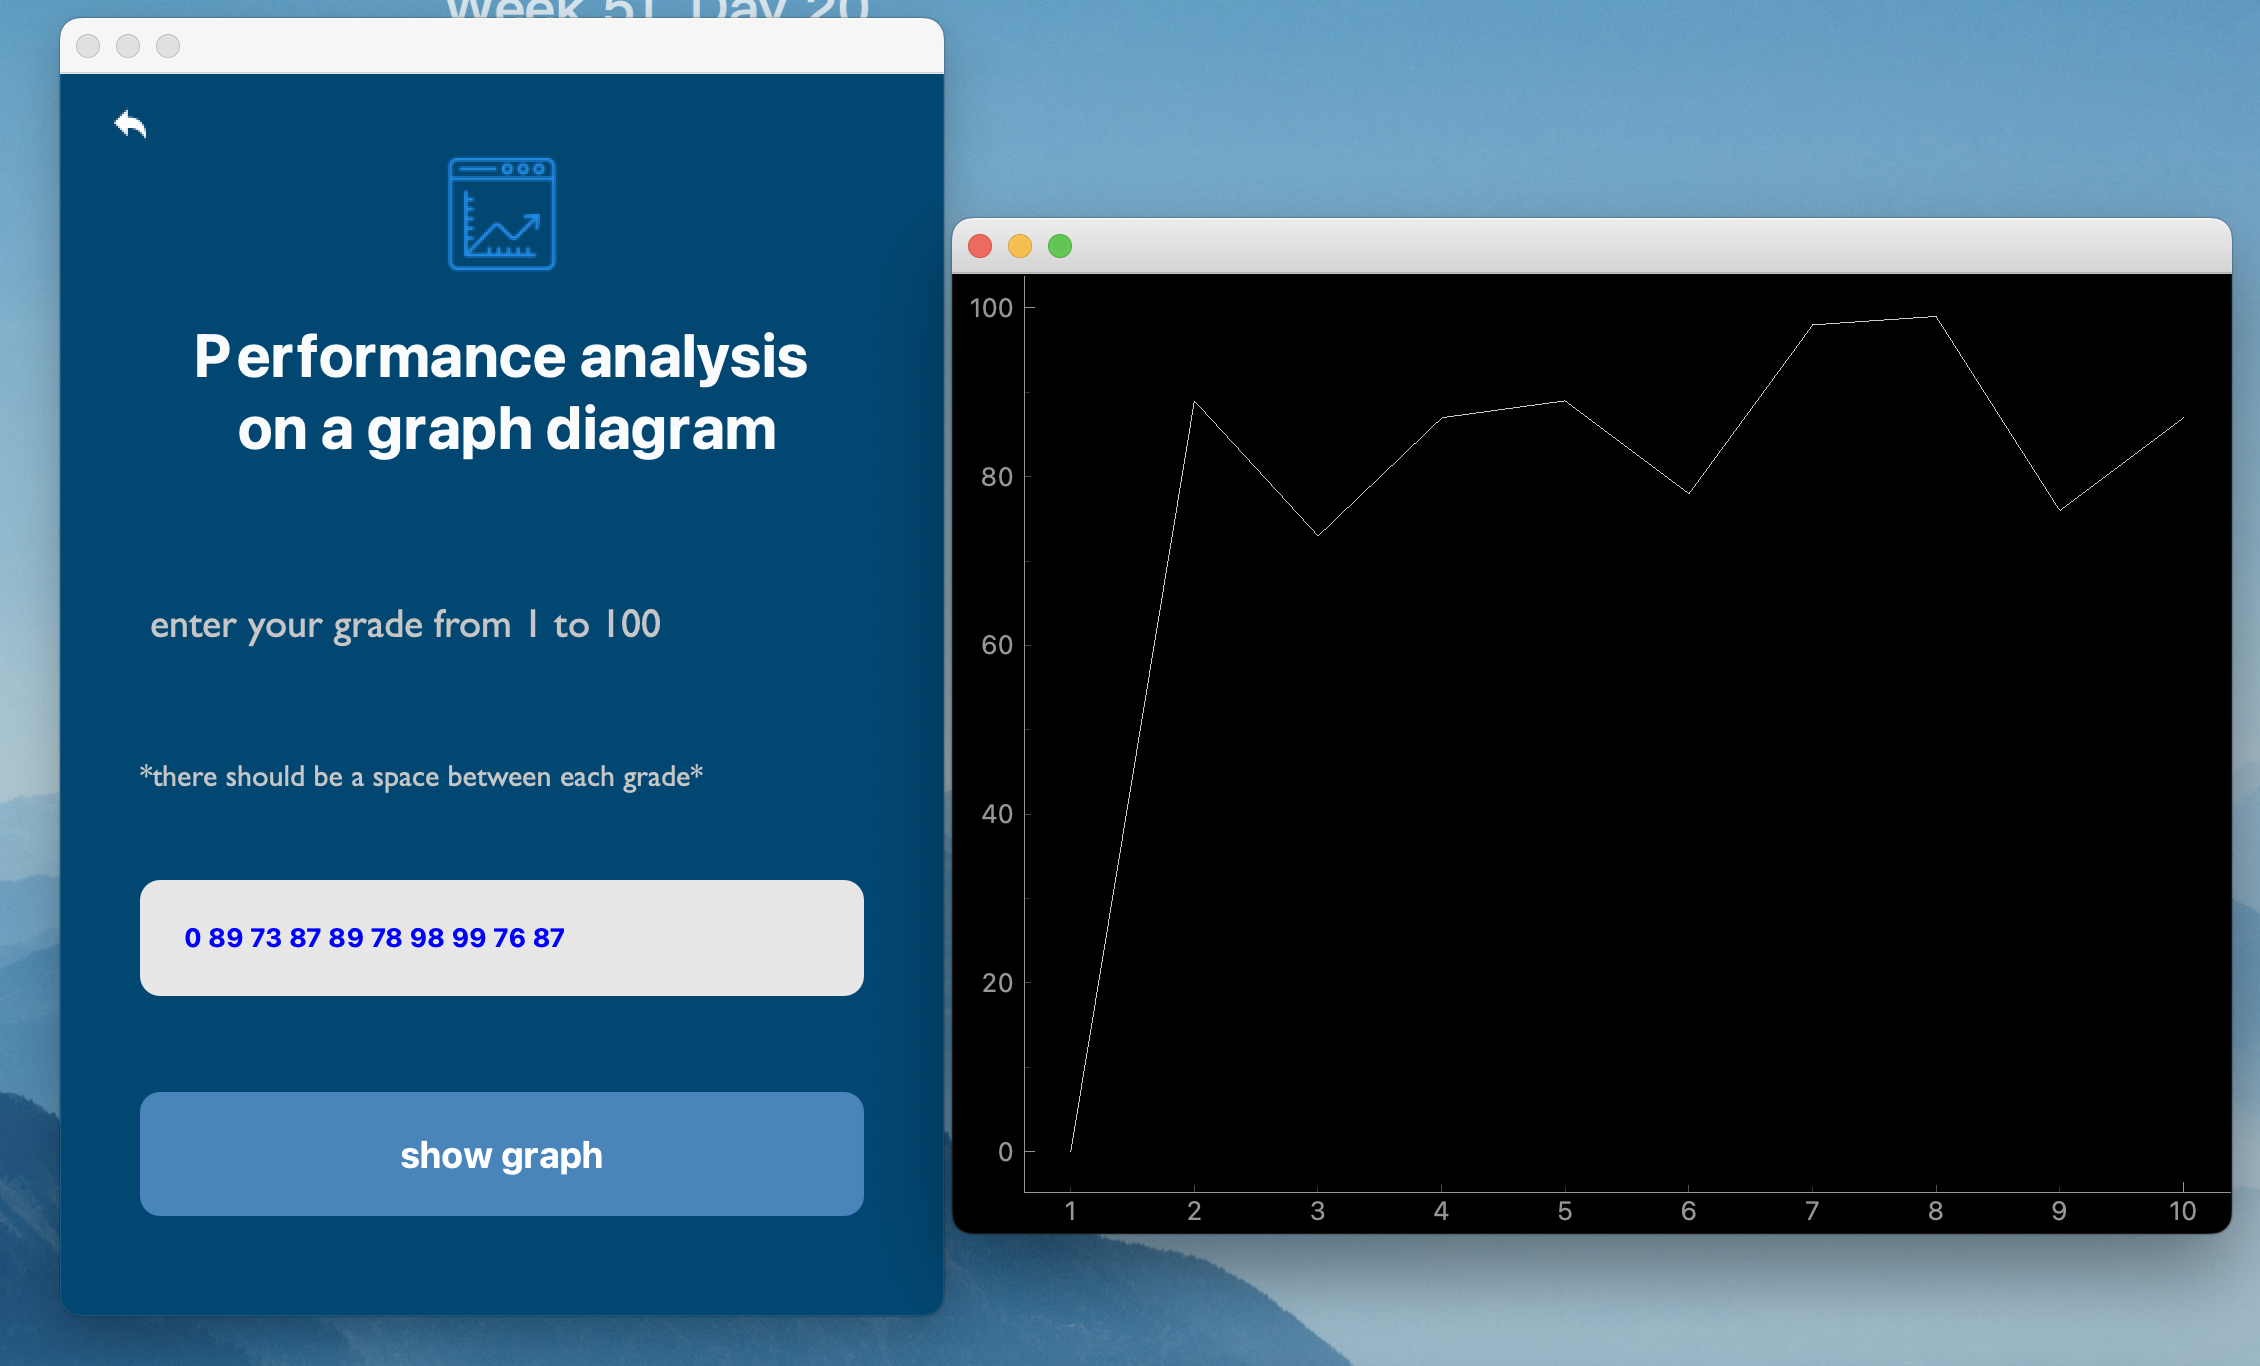 Week 51, Day 20
Performance analysis
on a graph diagram
enter your grade from 1 to 100
*there should be a space between each grade*
0 89 73 87 89 78 98 99 76 87
show graph
100
80
60
40
20
0
1 2 3 4 5 6 7 8 9 10